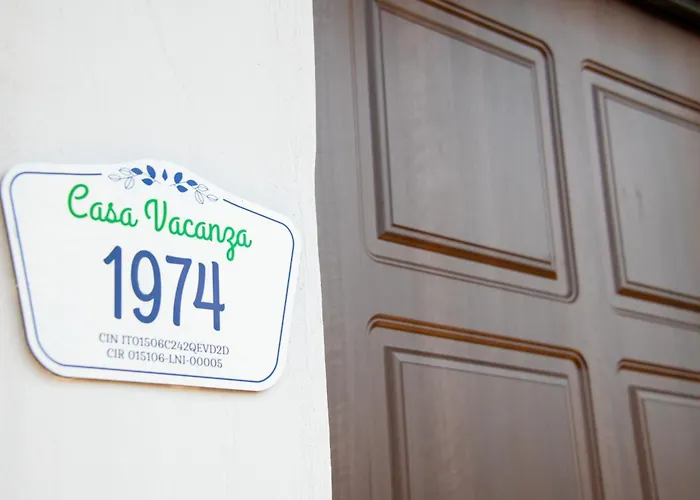 Casa Vacanza
1974
CIN IT01506C242QEVD2D
CIR 015106-LNI-00005